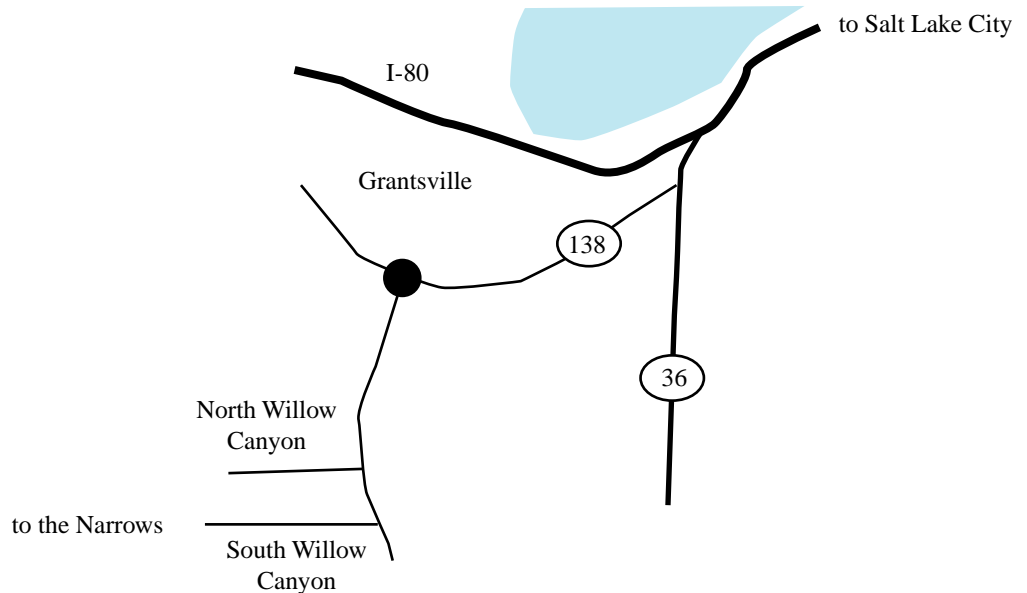 to Salt Lake City
I-80
Grantsville
138
36
North Willow
Canyon
to the Narrows
South Willow
Canyon